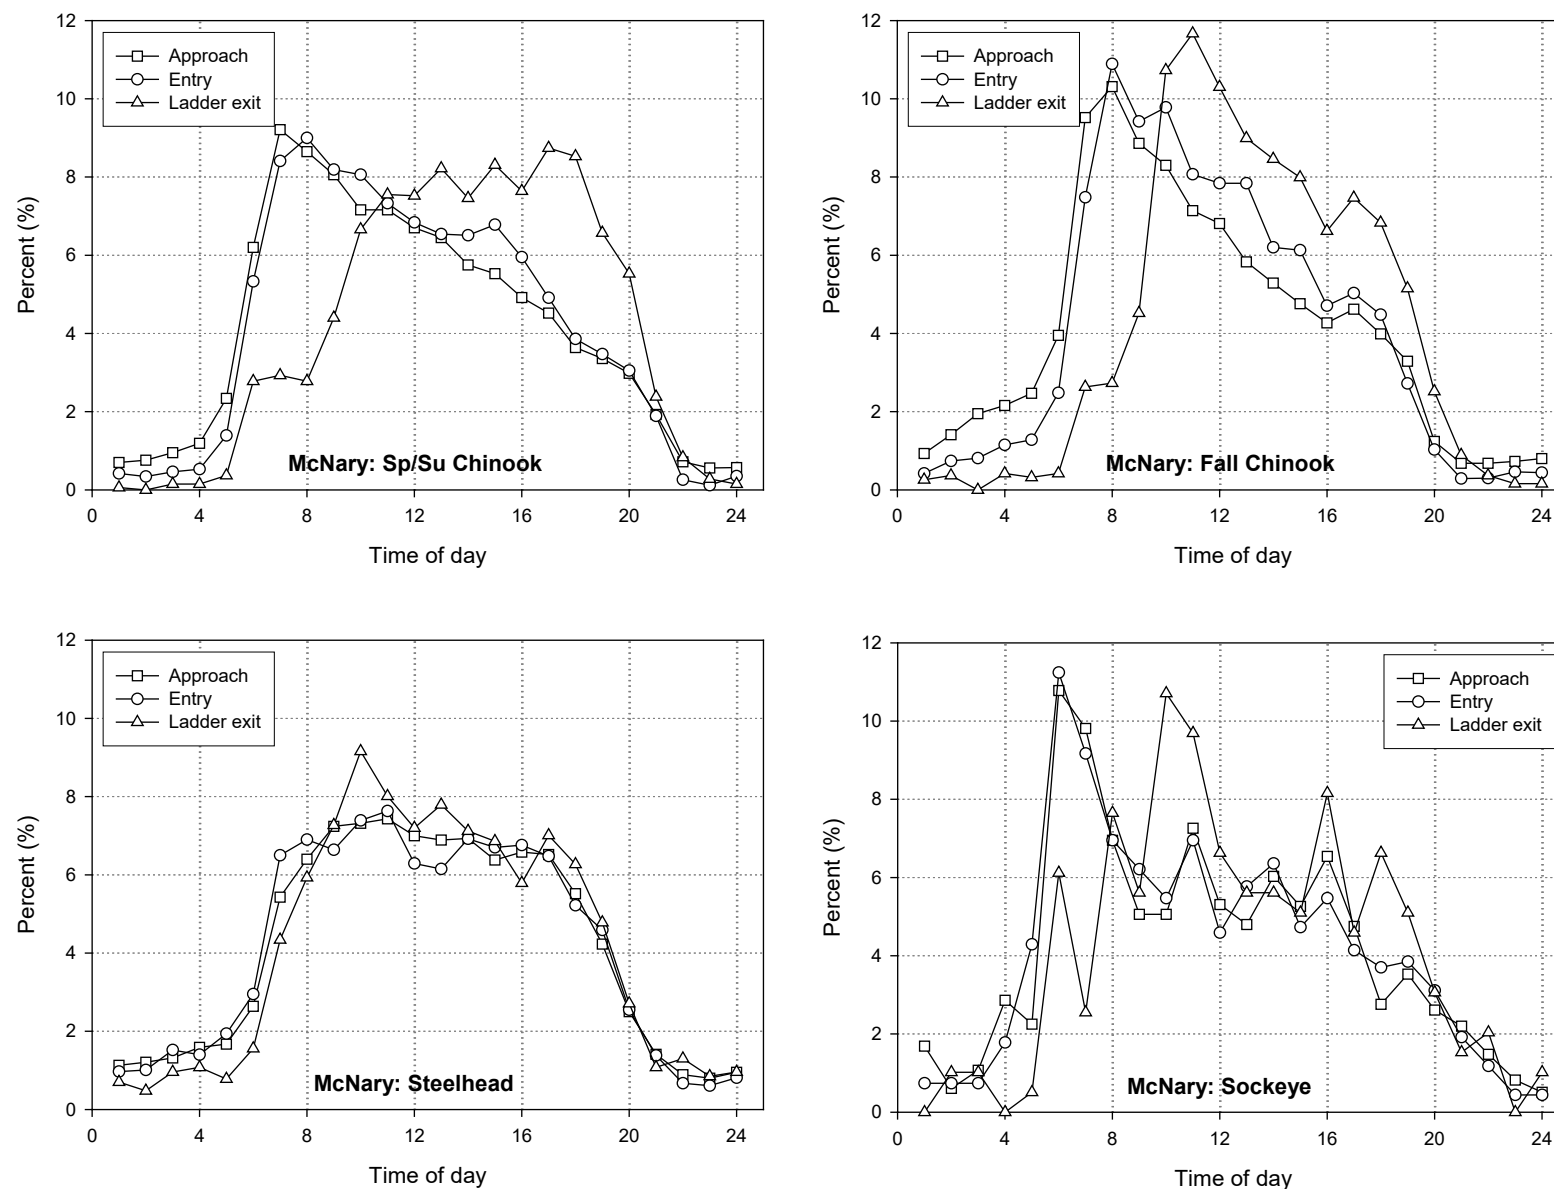 12
10
8
6
4
2
0
Percent (%)
Approach
Entry
Ladder exit
McNary: Sp/Su Chinook
0 4 8 12 16 20 24
Time of day
12
10
8
6
4
2
0
Percent (%)
Approach
Entry
Ladder exit
McNary: Fall Chinook
0 4 8 12 16 20 24
Time of day
12
10
8
6
4
2
0
Percent (%)
Approach
Entry
Ladder exit
McNary: Steelhead
0 4 8 12 16 20 24
Time of day
12
10
8
6
4
2
0
Percent (%)
Approach
Entry
Ladder exit
McNary: Sockeye
0 4 8 12 16 20 24
Time of day